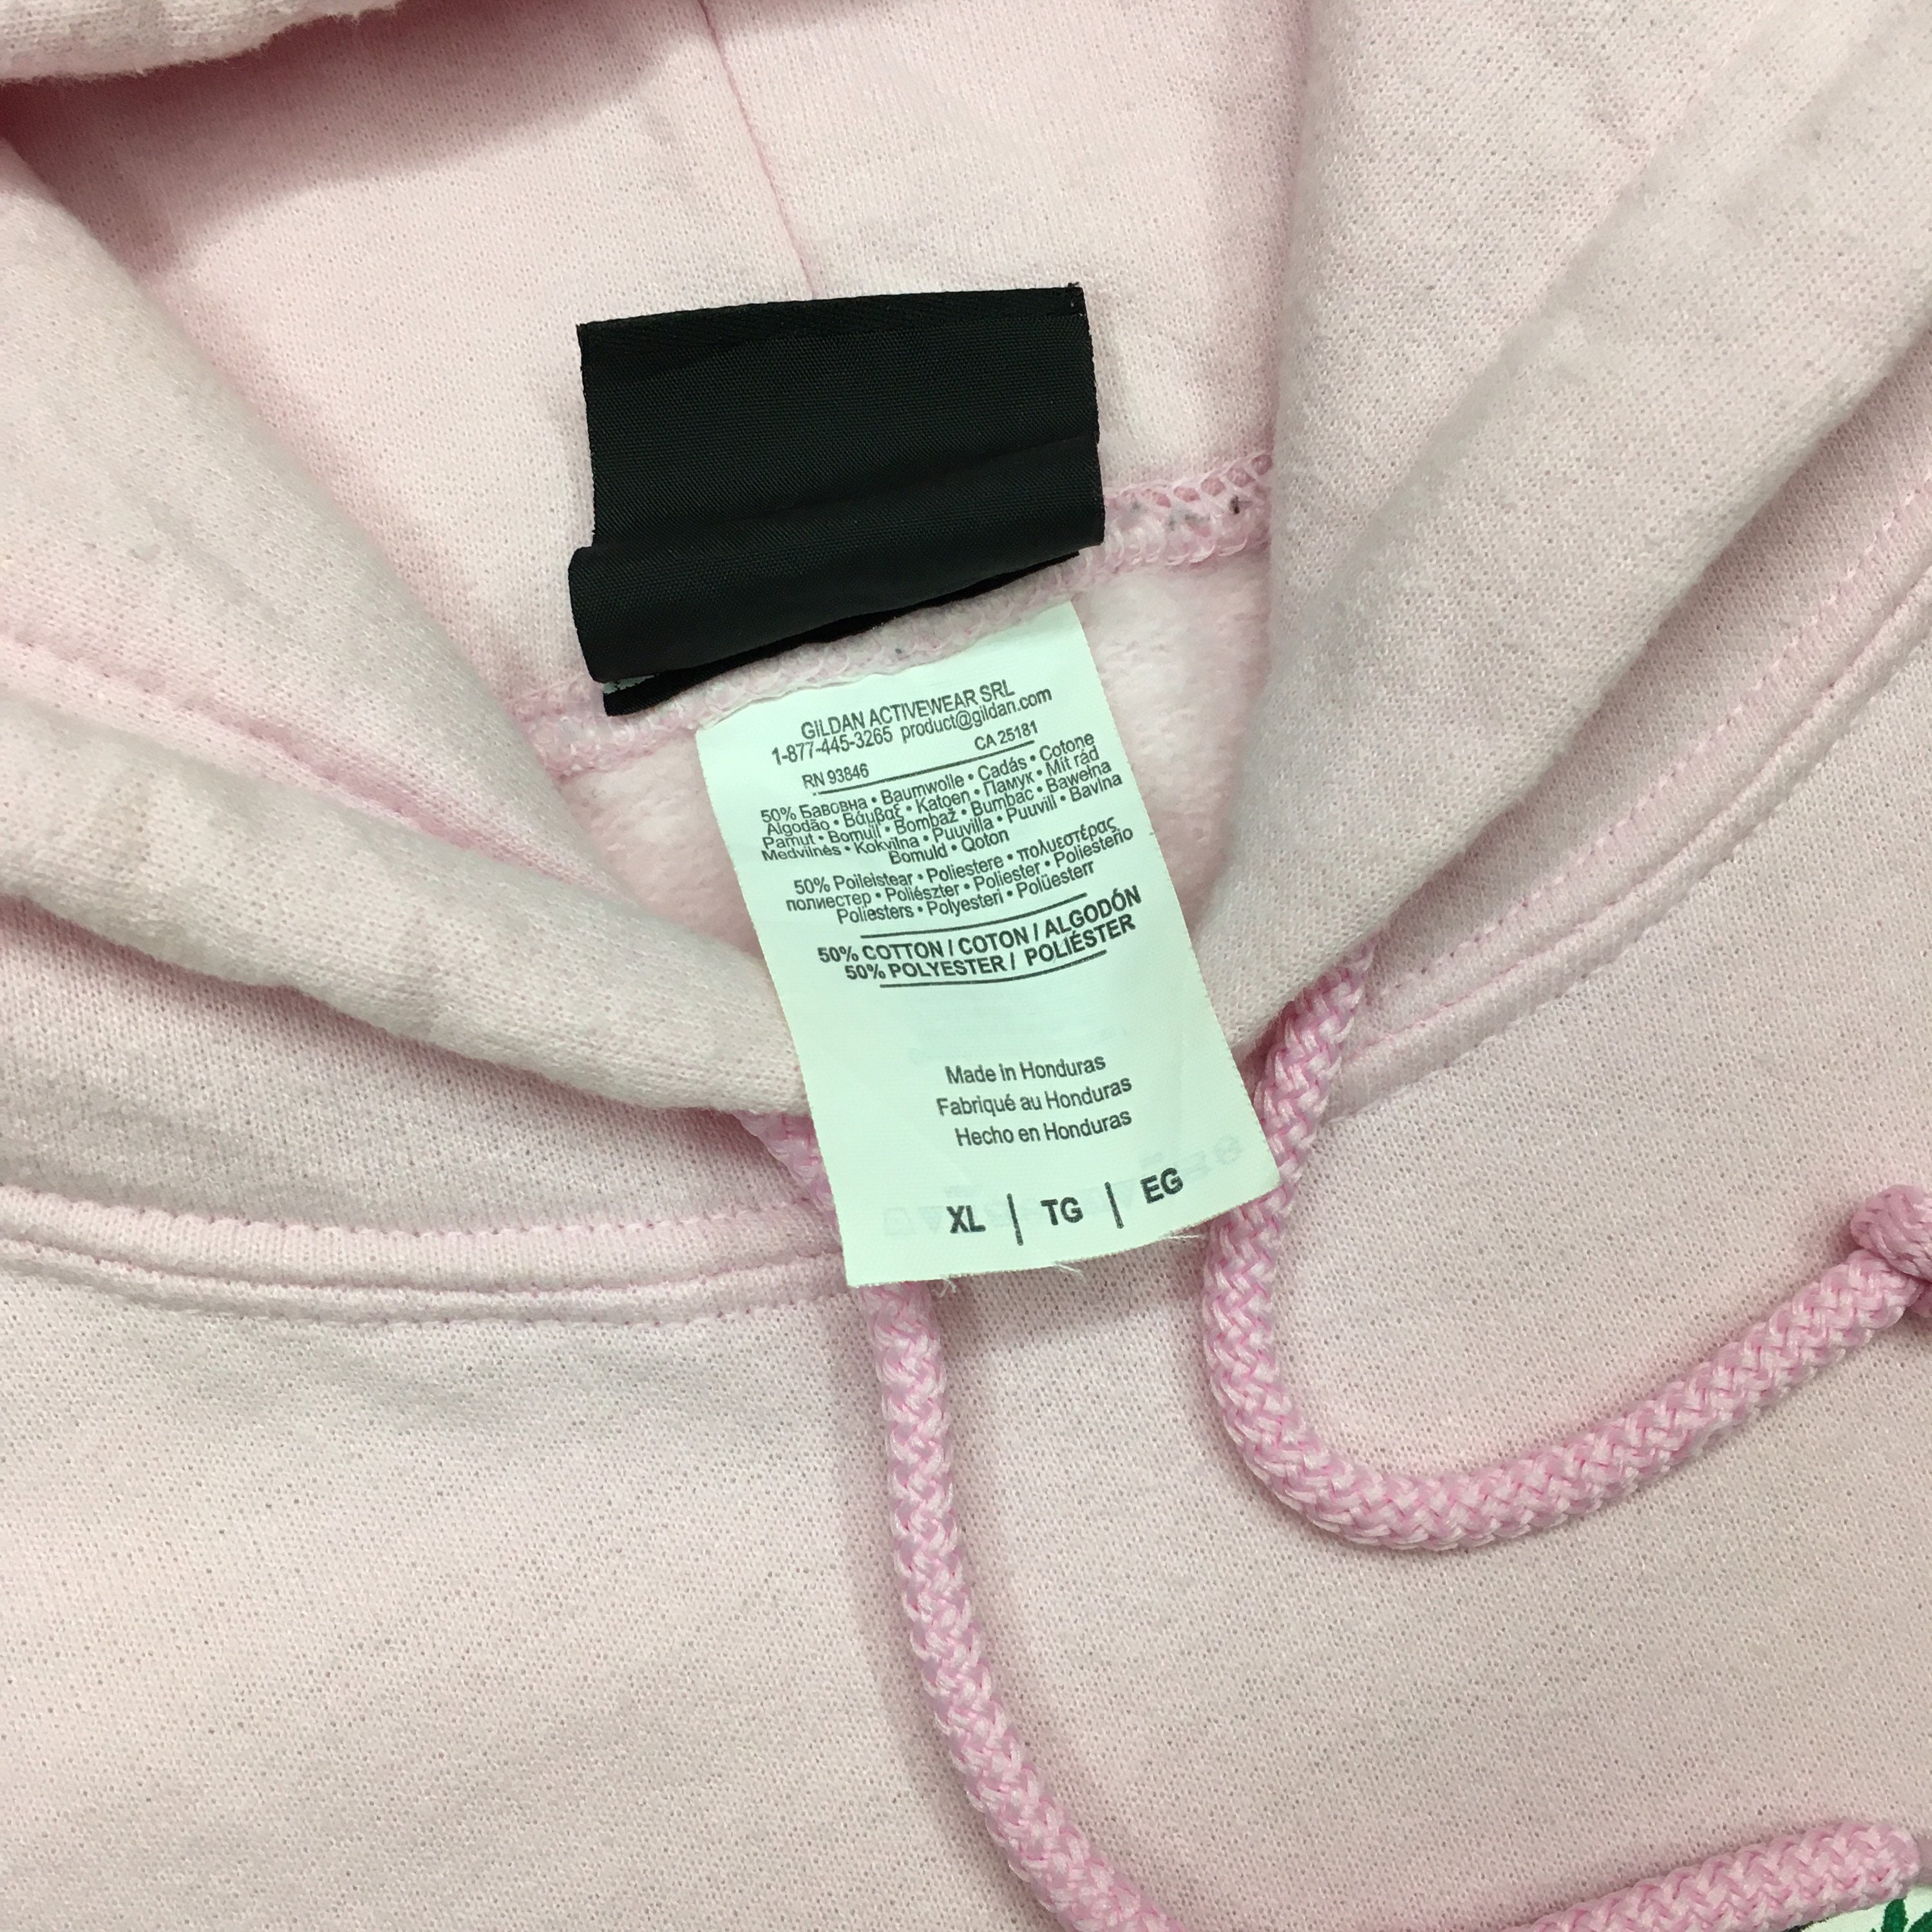 GILDAN ACTIVEWEAR SRL
1-877-445-3265 product@gildan.com
RN 93846 CA 25181
50% Бавовна • Baumwolle • Cadás • Cotone
Algodão • Βάμβαξ • Katoen • Памук • Mit rád
Pamut • Bomull • Bombaž • Bumbac • Bawełna
Medvilnės • Kokvilna • Puuvilla • Puuvill • Bavlna
Bomuld • Qoton
50% Poileistear • Poliestere • πολυεστέρας
полиестер • Poliészter • Poliester • Poliesteño
Poliesters • Polyesteri • Polüesterr
50% COTTON / COTON / ALGODÓN
50% POLYESTER / POLIÉSTER
Made in Honduras
Fabriqué au Honduras
Hecho en Honduras
XL | TG | EG